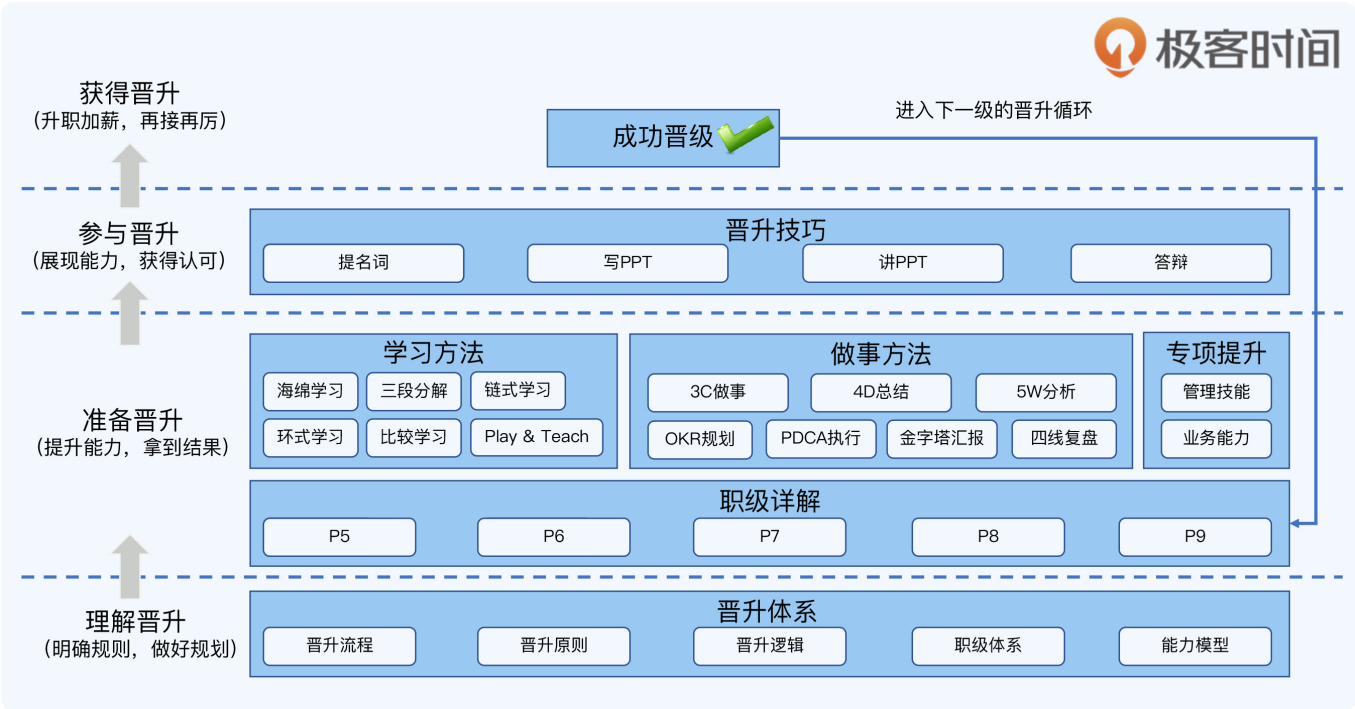 极客时间
获得晋升
(升职加薪，再接再厉)
成功晋级
进入下一级的晋升循环
参与晋升
(展现能力，获得认可)
晋升技巧
提名词
写PPT
讲PPT
答辩
准备晋升
(提升能力，拿到结果)
学习方法
海绵学习
三段分解
链式学习
环式学习
比较学习
Play & Teach
做事方法
3C做事
4D总结
5W分析
OKR规划
PDCA执行
金字塔汇报
四线复盘
专项提升
管理技能
业务能力
职级详解
P5
P6
P7
P8
P9
理解晋升
(明确规则，做好规划)
晋升体系
晋升流程
晋升原则
晋升逻辑
职级体系
能力模型